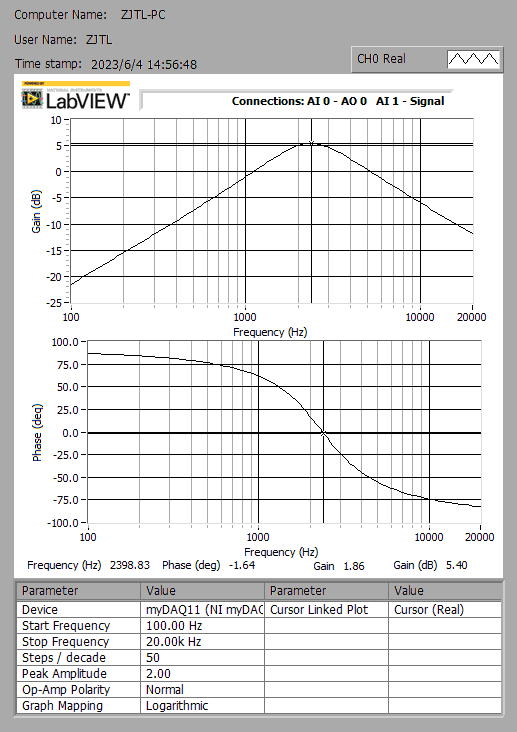 Computer Name: ZJTL-PC
User Name: ZJTL
Time stamp: 2023/6/4 14:56:48
CH0 Real
POWERED BY
NATIONAL INSTRUMENTS
LabVIEW™
Connections: AI 0 - AO 0 AI 1 - Signal
Gain (dB)
10
5
0
-5
-10
-15
-20
-25
100 1000 10000 20000
Frequency (Hz)
Phase (deg)
100.0
75.0
50.0
25.0
0.0
-25.0
-50.0
-75.0
-100.0
100 1000 10000 20000
Frequency (Hz)
Frequency (Hz) 2398.83 Phase (deg) -1.64 Gain 1.86 Gain (dB) 5.40
Parameter Value Parameter Value
Device myDAQ11 (NI myDAQ Cursor Linked Plot Cursor (Real)
Start Frequency 100.00 Hz
Stop Frequency 20.00k Hz
Steps / decade 50
Peak Amplitude 2.00
Op-Amp Polarity Normal
Graph Mapping Logarithmic